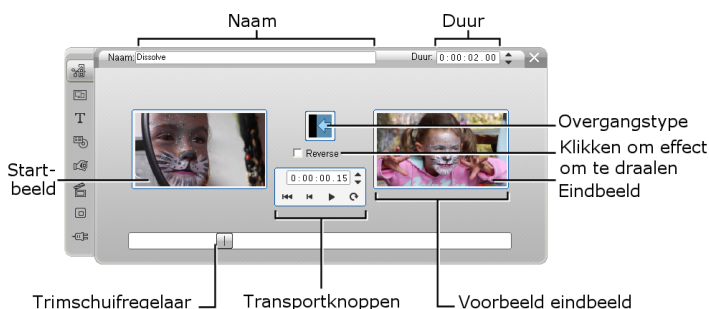 Naam
Duur
Naam: Dissolve
Duur: 0:00:02.00
T
Overgangstype
Reverse
Klikken om effect
om te draalen
Start-
beeld
0:00:00.15
Eindbeeld
Trimschuifregelaar
Transportknoppen
Voorbeeld eindbeeld